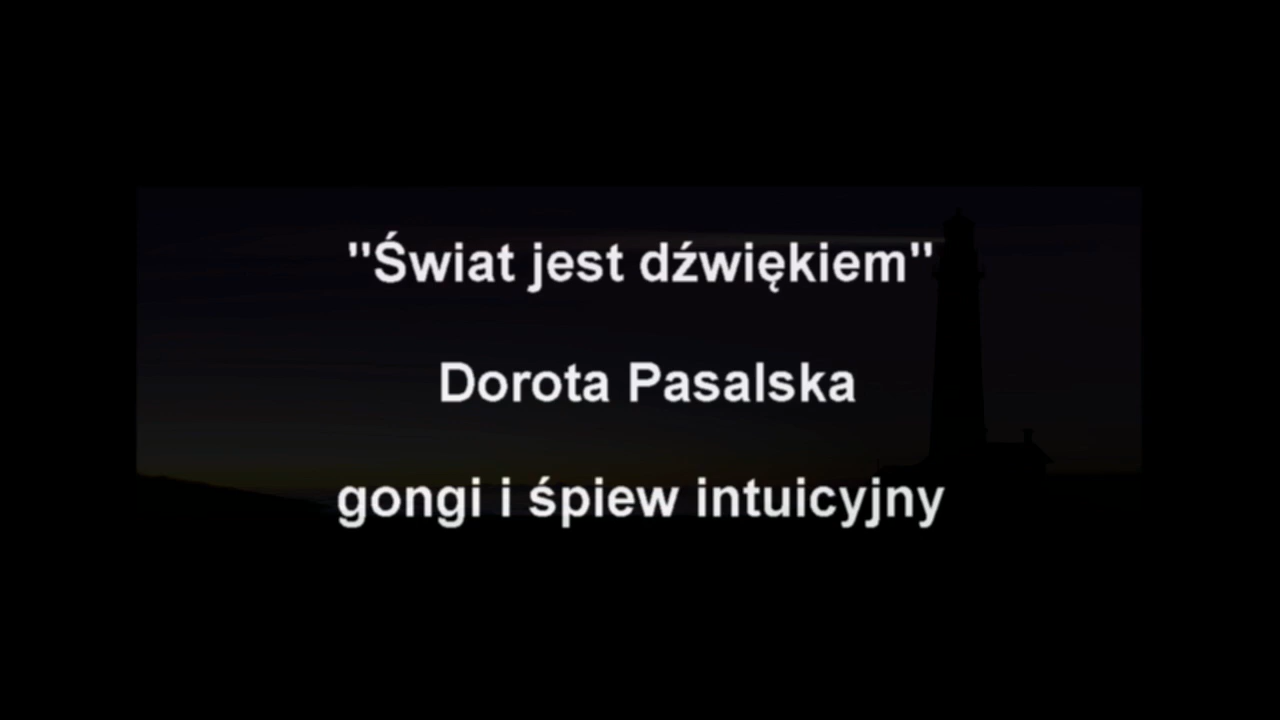 "Świat jest dźwiękiem"
Dorota Pasalska
gongi i śpiew intuicyjny